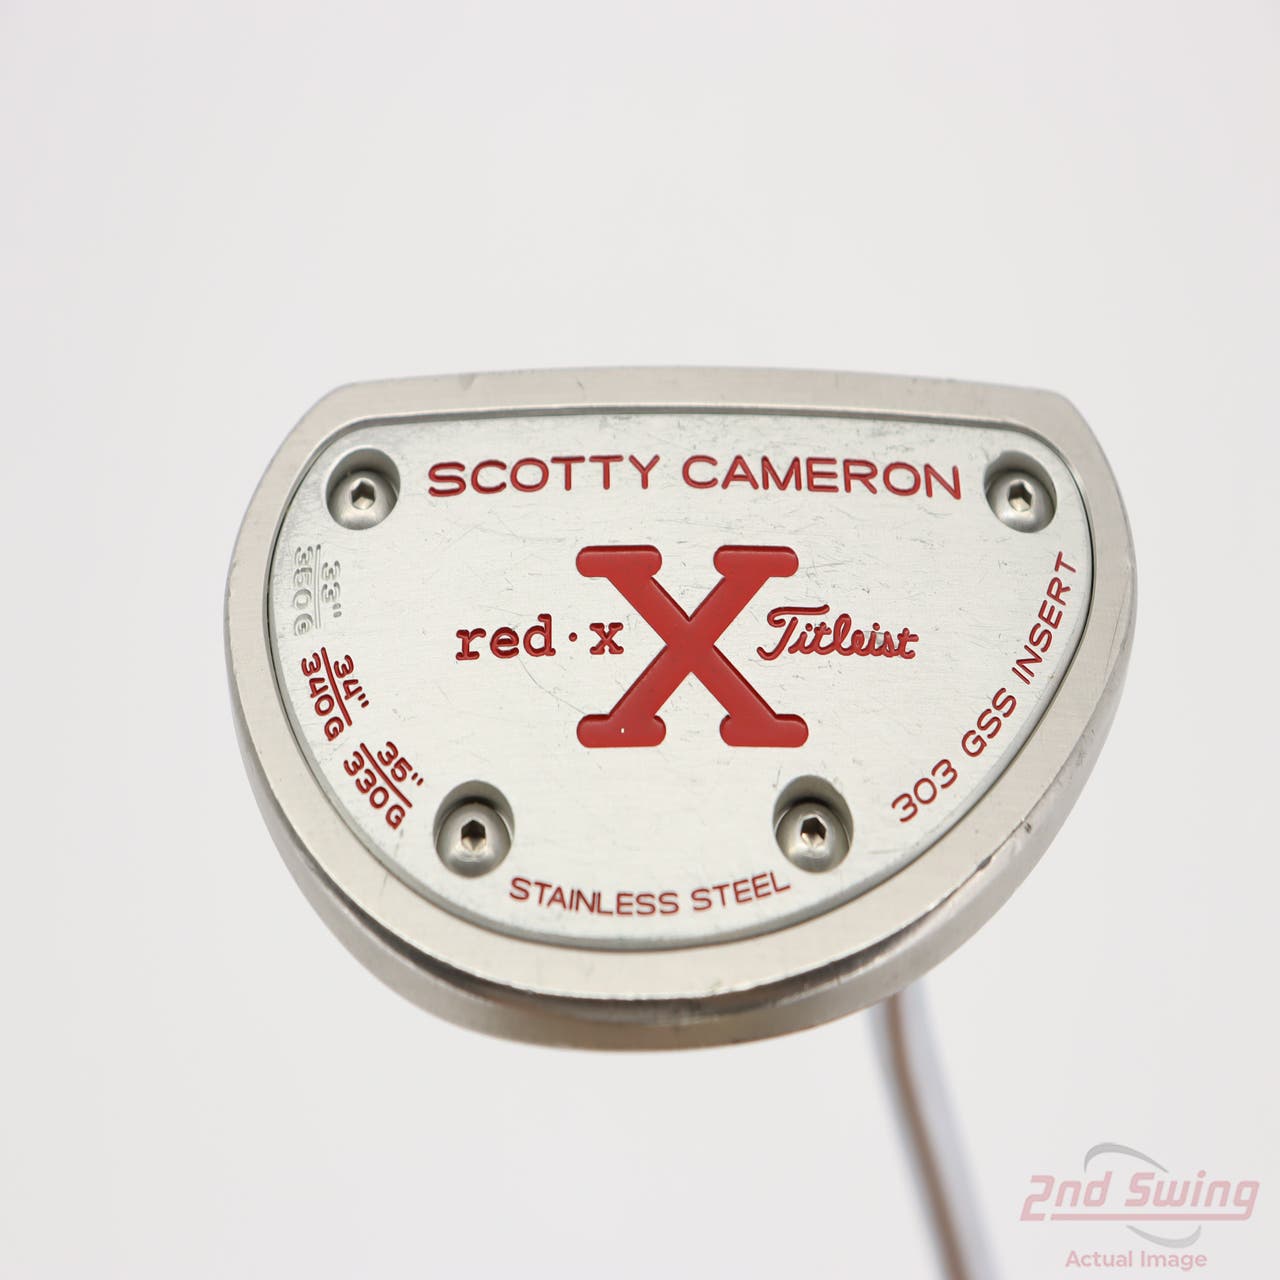 SCOTTY CAMERON
red·x X Titleist
33"
350G
34"
340G
35"
330G
303 GSS INSERT
STAINLESS STEEL
2nd Swing
Actual Image